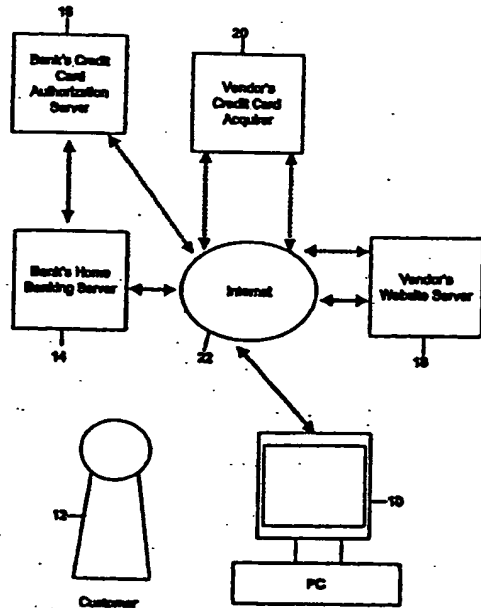 16
Bank's Credit
Card
Authorization
Server
20
Vendor's
Credit Card
Acquirer
Bank's Home
Banking Server
14
Internet
22
Vendor's
Website Server
18
12
Customer
10
PC